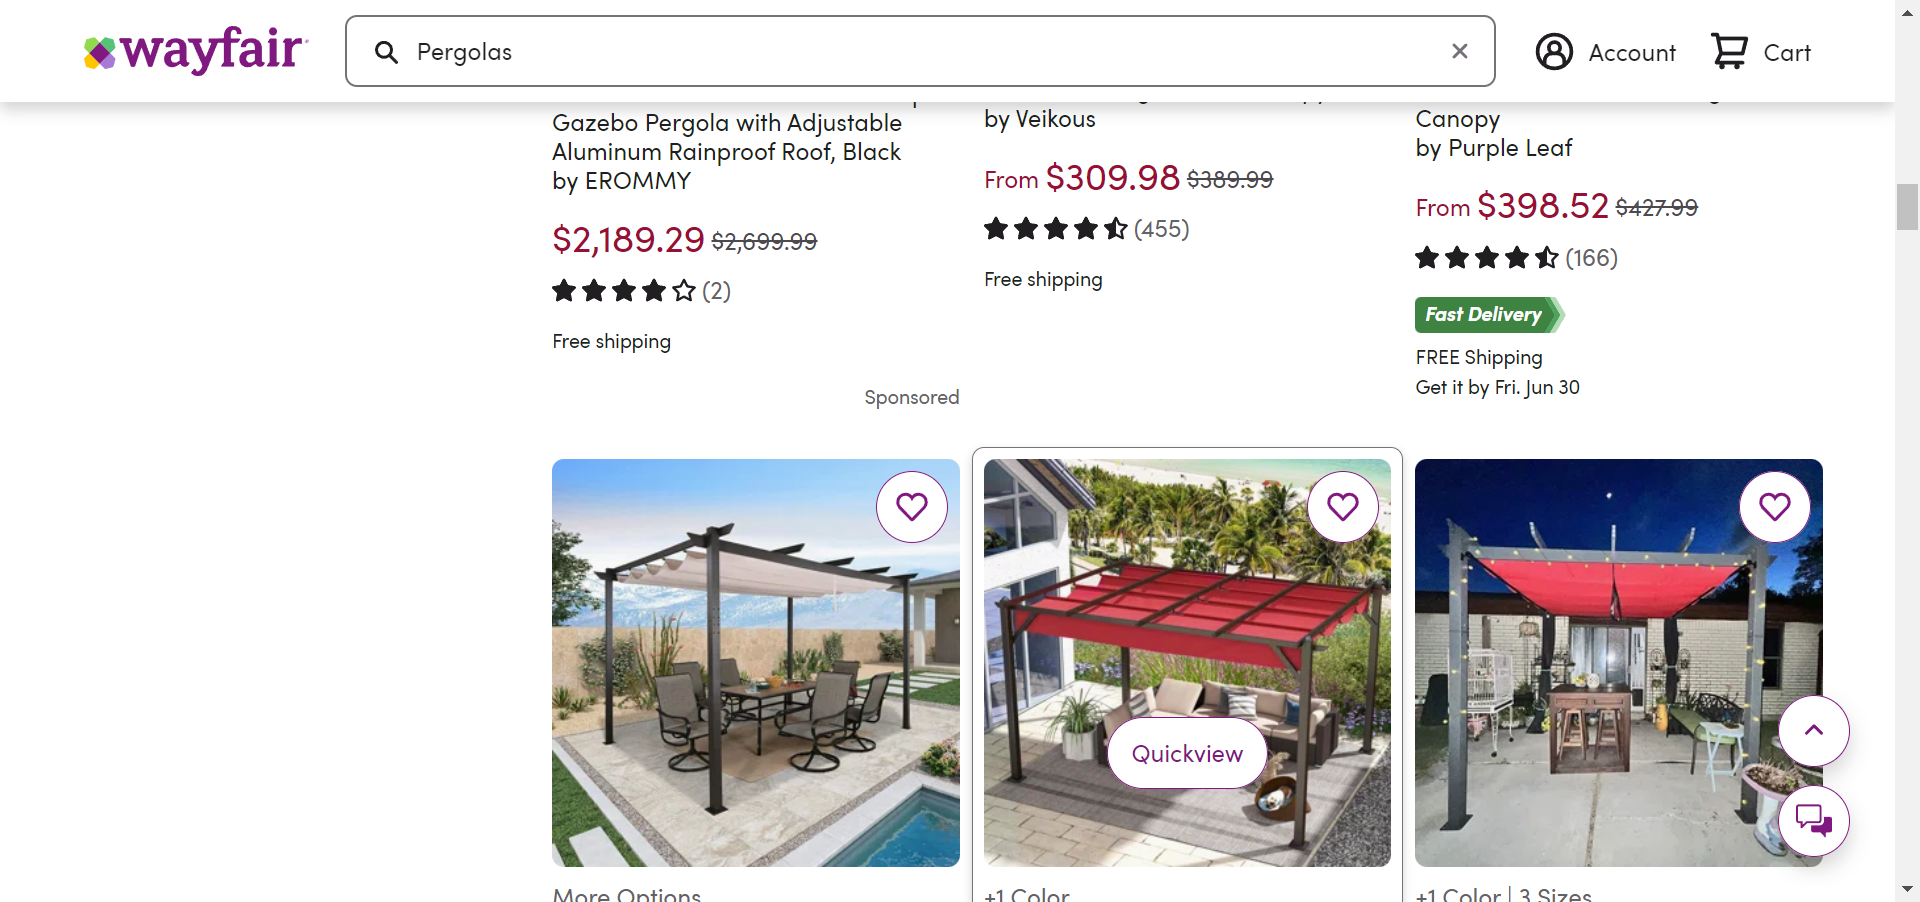 wayfair
Pergolas
Account
Cart
Gazebo Pergola with Adjustable
Aluminum Rainproof Roof, Black
by EROMMY
$2,189.29 $2,699.99
(2)
Free shipping
Sponsored
by Veikous
From $309.98 $389.99
(455)
Free shipping
Canopy
by Purple Leaf
From $398.52 $427.99
(166)
Fast Delivery
FREE Shipping
Get it by Fri. Jun 30
Quickview
More Options
+1 Color
+1 Color | 3 Sizes